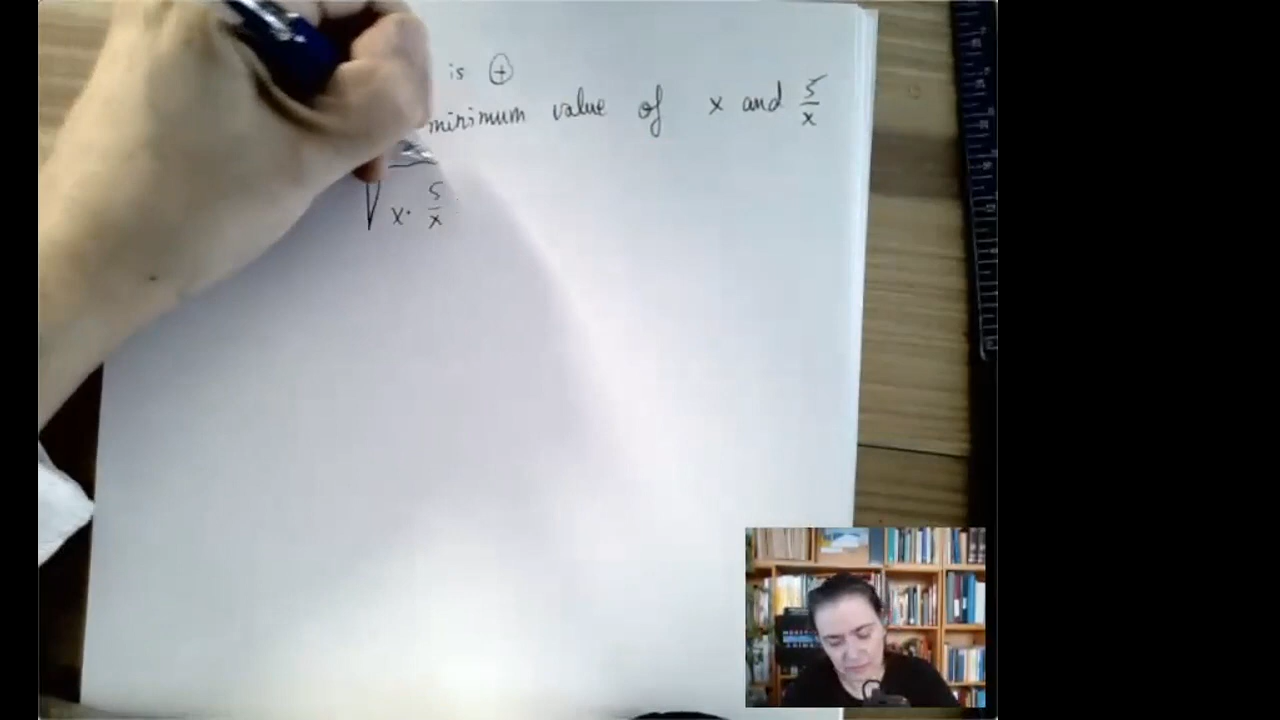 is ⊕
minimum value of x and 5/x
√x· 5/x